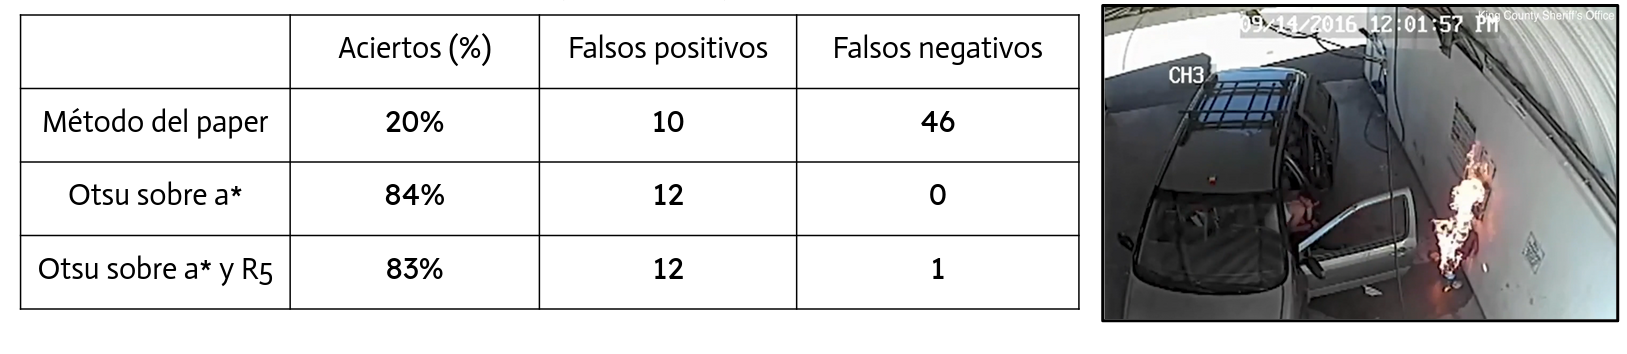 Aciertos (%) Falsos positivos Falsos negativos
Método del paper 20% 10 46
Otsu sobre a* 84% 12 0
Otsu sobre a* y R5 83% 12 1
King County Sheriff's Office
09/14/2016 12:01:57 PM
CH3